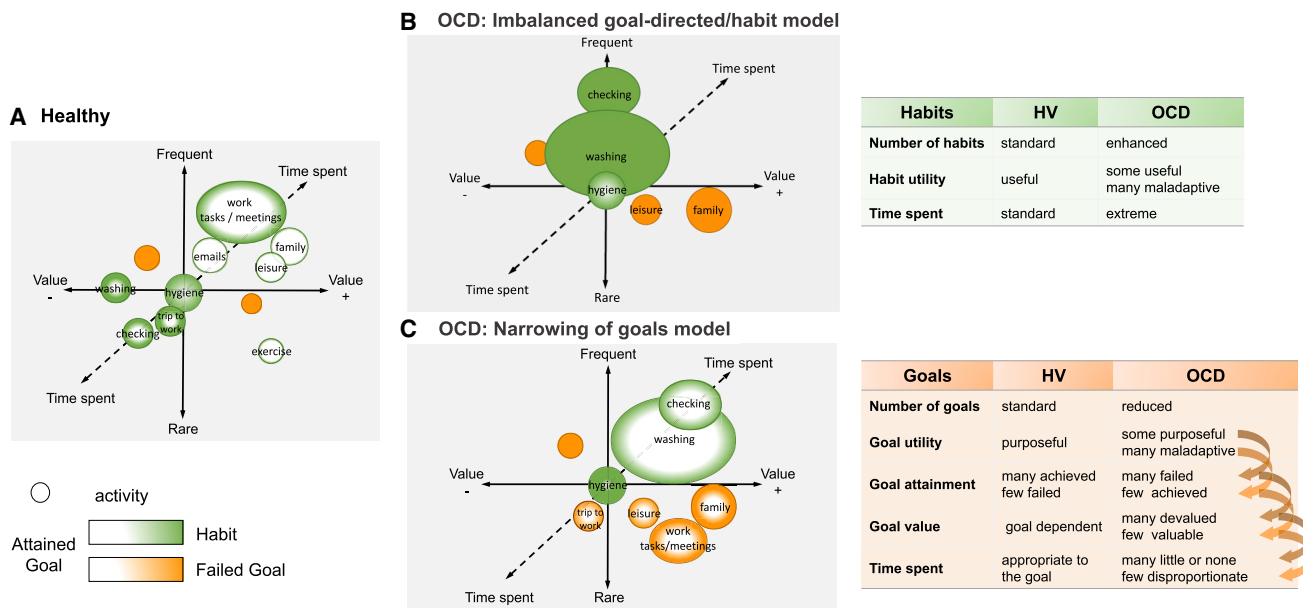 A Healthy
Frequent
Time spent
work
tasks / meetings
emails
family
leisure
Value
-
washing
hygiene
Value
+
checking
trip to
work
exercise
Time spent
Rare
activity
Attained
Goal
Habit
Failed Goal
B OCD: Imbalanced goal-directed/habit model
Frequent
Time spent
checking
washing
Value
-
hygiene
Value
+
leisure
family
Time spent
Rare
C OCD: Narrowing of goals model
Frequent
Time spent
checking
washing
Value
-
hygiene
Value
+
trip to
work
leisure
family
work
tasks/meetings
Time spent
Rare
Habits HV OCD
Number of habits standard enhanced
Habit utility useful some useful
many maladaptive
Time spent standard extreme
Goals HV OCD
Number of goals standard reduced
Goal utility purposeful some purposeful
many maladaptive
Goal attainment many achieved many failed
few failed few achieved
Goal value goal dependent many devalued
few valuable
Time spent appropriate to many little or none
the goal few disproportionate